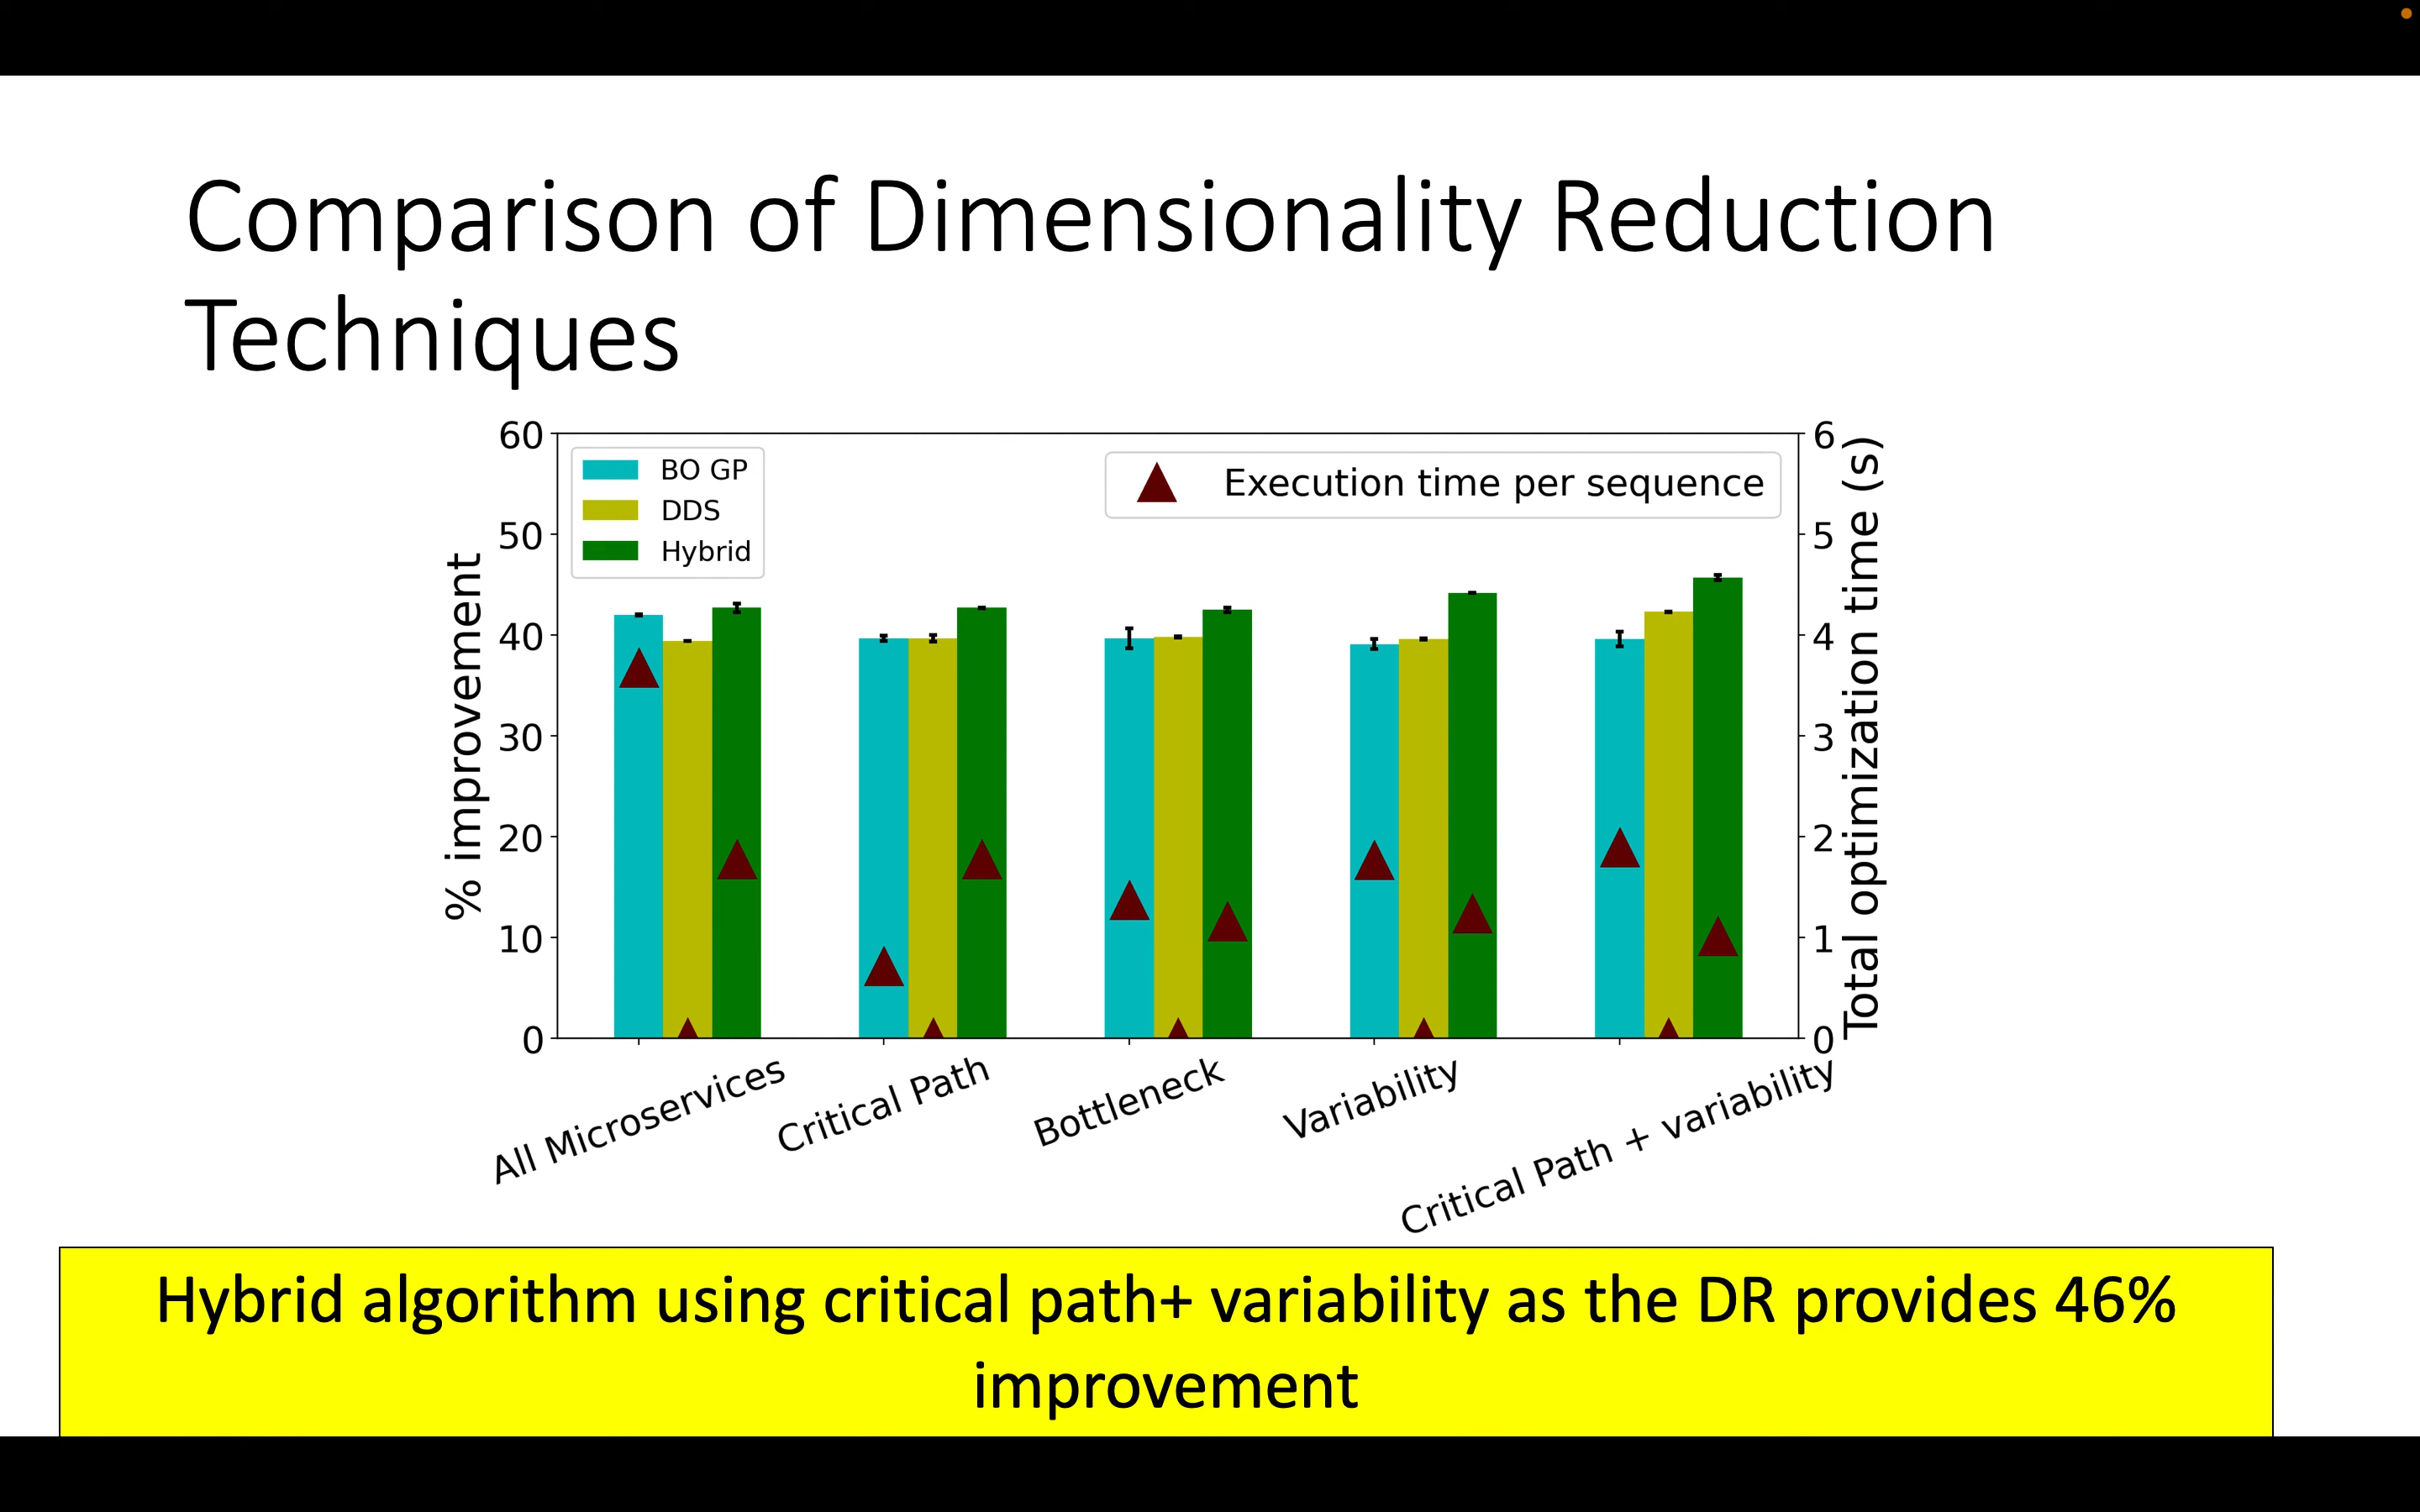 Comparison of Dimensionality Reduction
Techniques
60
50
40
30
20
10
0
% improvement
BO GP
DDS
Hybrid
Execution time per sequence
6
5
4
3
2
1
0
Total optimization time (s)
All Microservices
Critical Path
Bottleneck
Variability
Critical Path + variability
Hybrid algorithm using critical path+ variability as the DR provides 46%
improvement